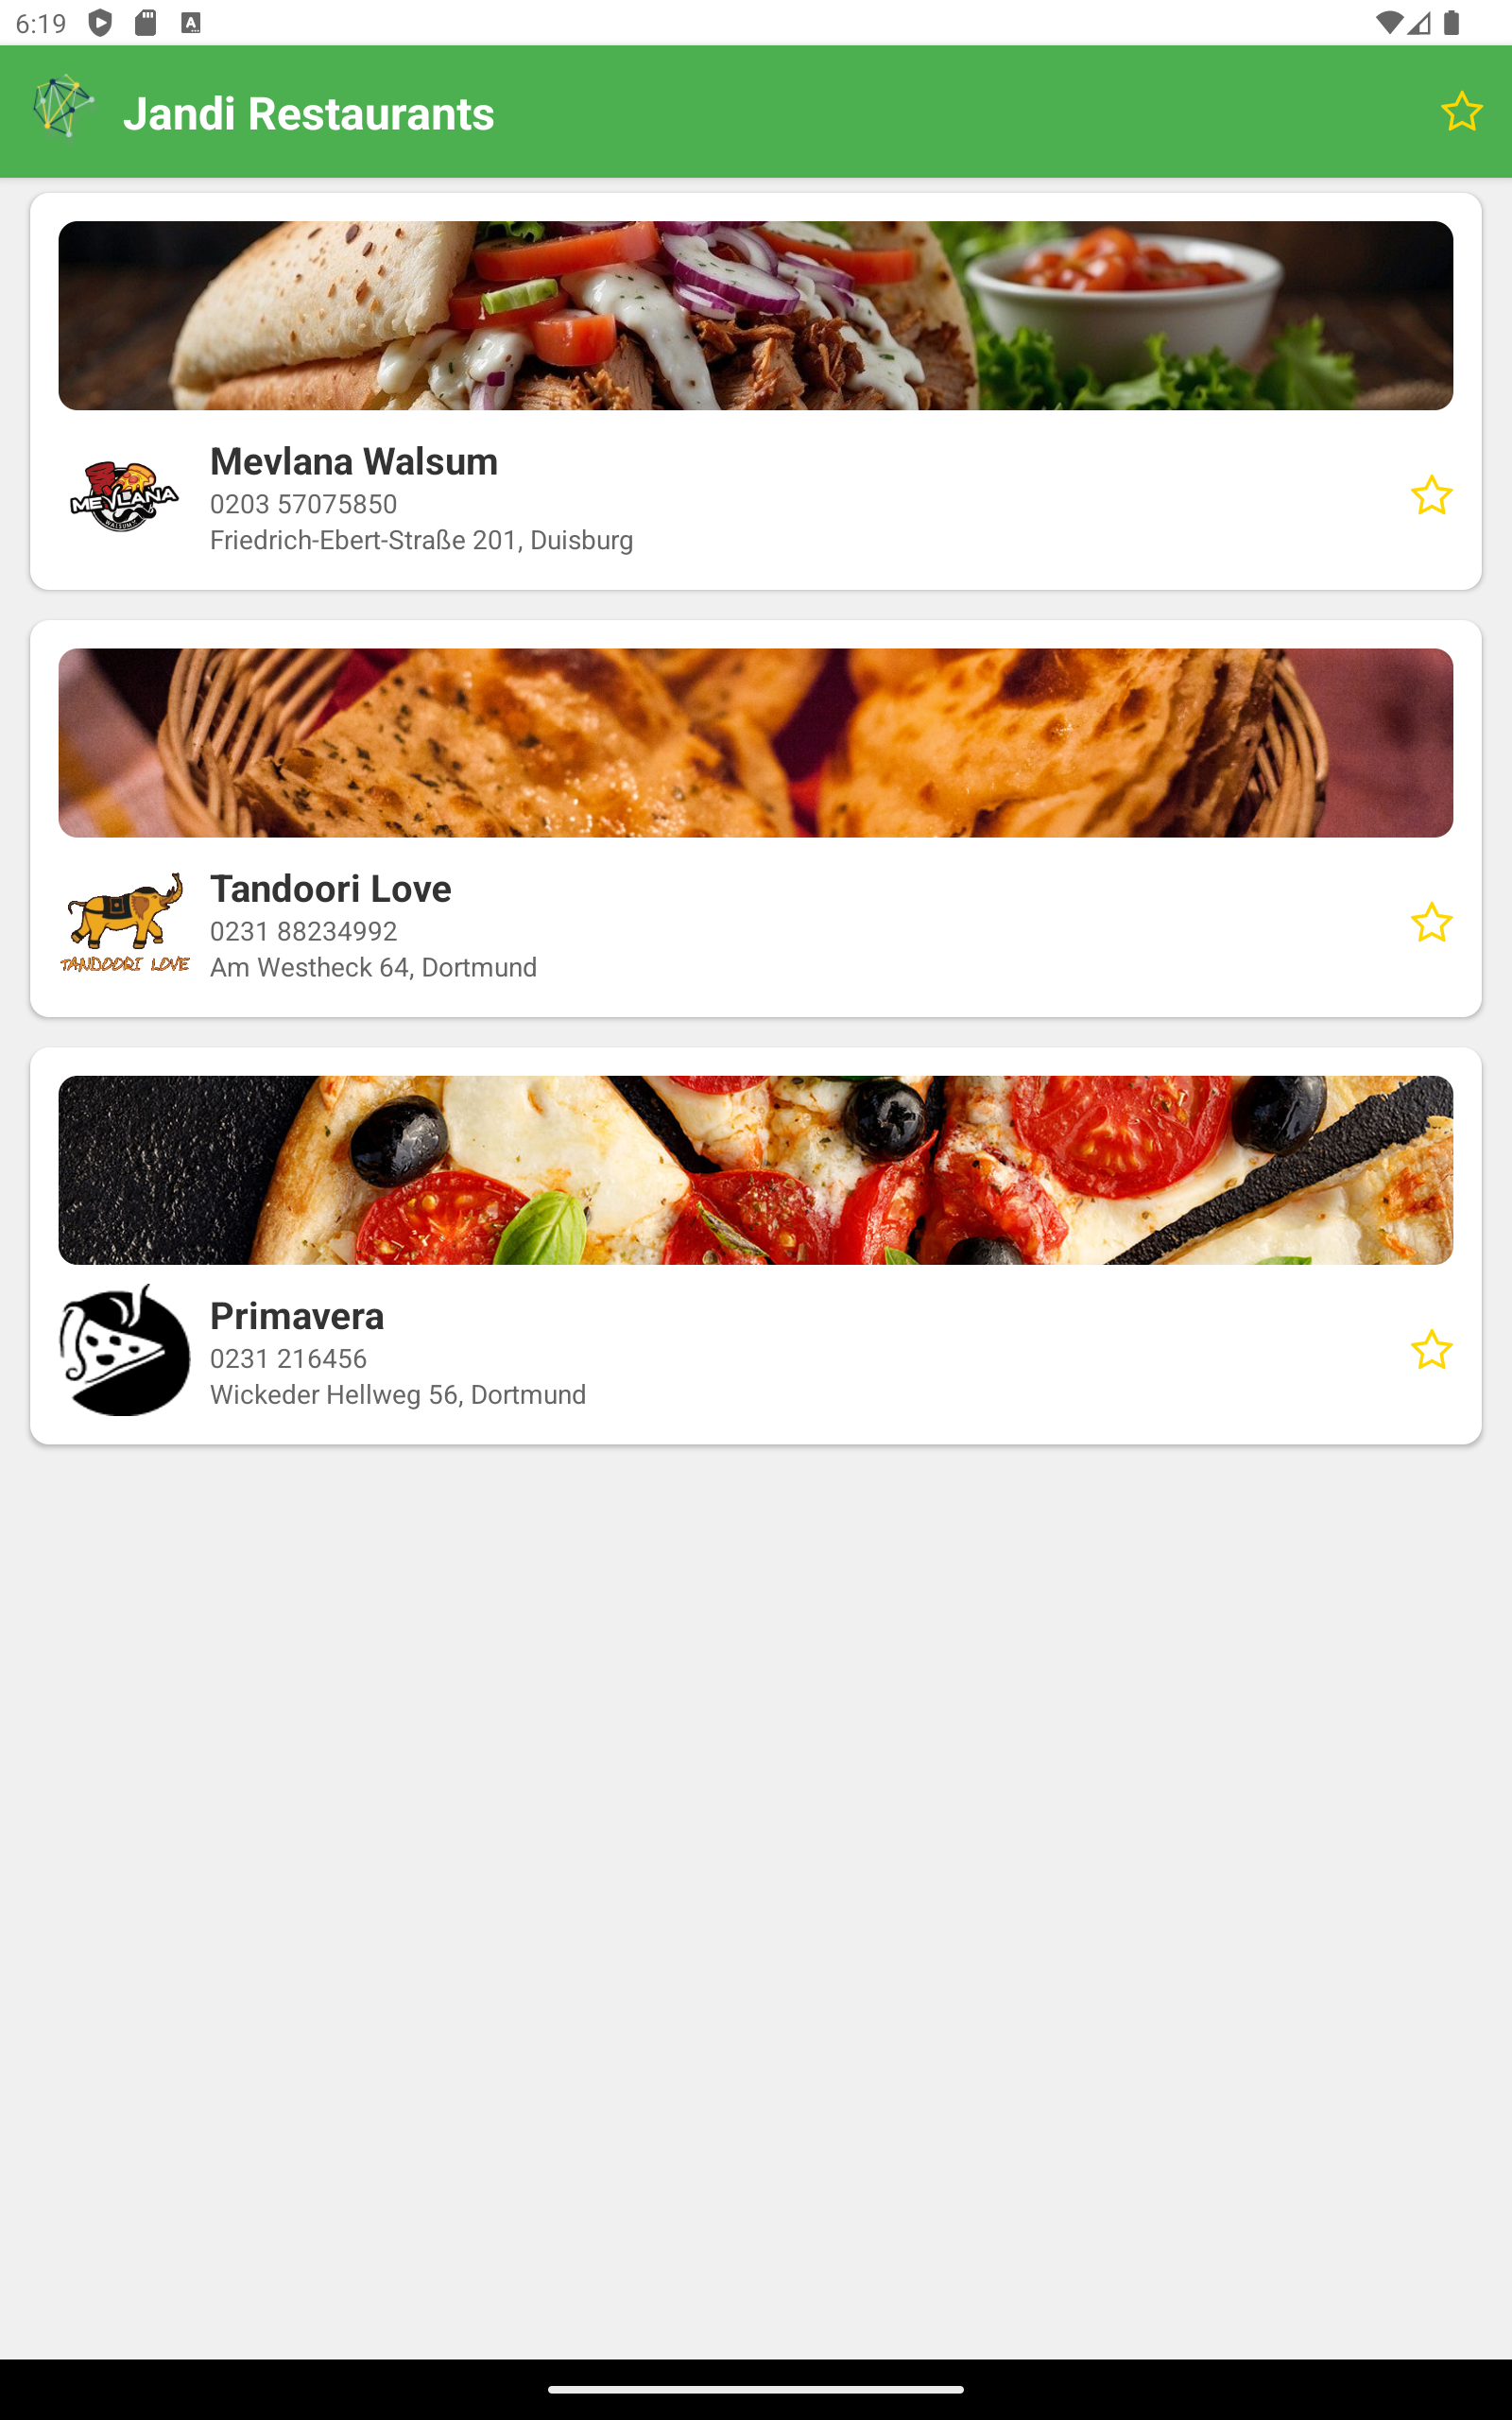 6:19
Jandi Restaurants
MEVLANA
WALSUM
Mevlana Walsum
0203 57075850
Friedrich-Ebert-Straße 201, Duisburg
TANDOORI LOVE
Tandoori Love
0231 88234992
Am Westheck 64, Dortmund
Primavera
0231 216456
Wickeder Hellweg 56, Dortmund